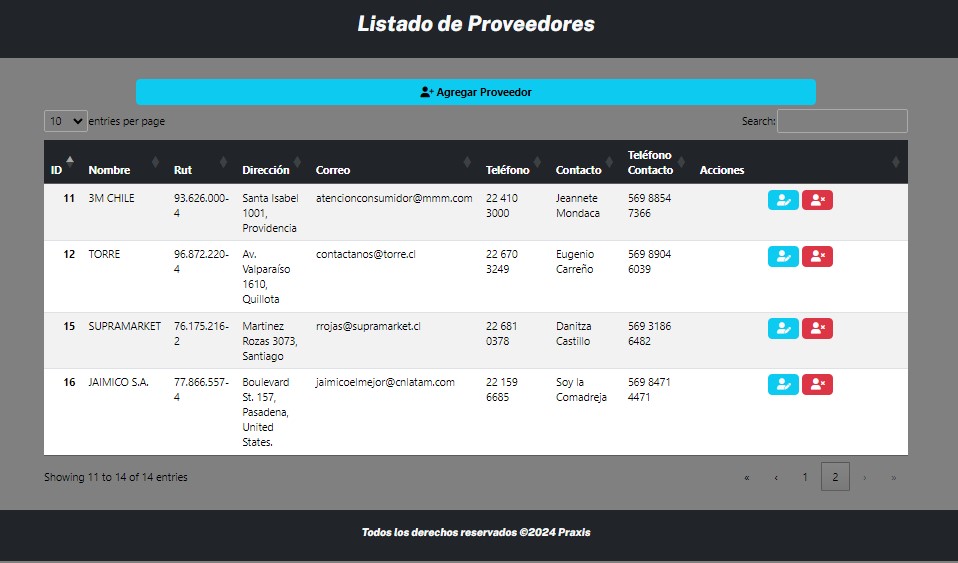 Listado de Proveedores
Agregar Proveedor
10 entries per page
Search:
ID Nombre Rut Dirección Correo Teléfono Contacto Teléfono Contacto Acciones
11 3M CHILE 93.626.000-4 Santa Isabel 1001, Providencia atencionconsumidor@mmm.com 22 410 3000 Jeannete Mondaca 569 8854 7366
12 TORRE 96.872.220-4 Av. Valparaíso 1610, Quillota contactanos@torre.cl 22 670 3249 Eugenio Carreño 569 8904 6039
15 SUPRAMARKET 76.175.216-2 Martinez Rozas 3073, Santiago rrojas@supramarket.cl 22 681 0378 Danitza Castillo 569 3186 6482
16 JAIMICO S.A. 77.866.557-4 Boulevard St. 157, Pasadena, United States. jaimicoelmejor@cnlatam.com 22 159 6685 Soy la Comadreja 569 8471 4471
Showing 11 to 14 of 14 entries
« ‹ 1 2 › »
Todos los derechos reservados ©2024 Praxis